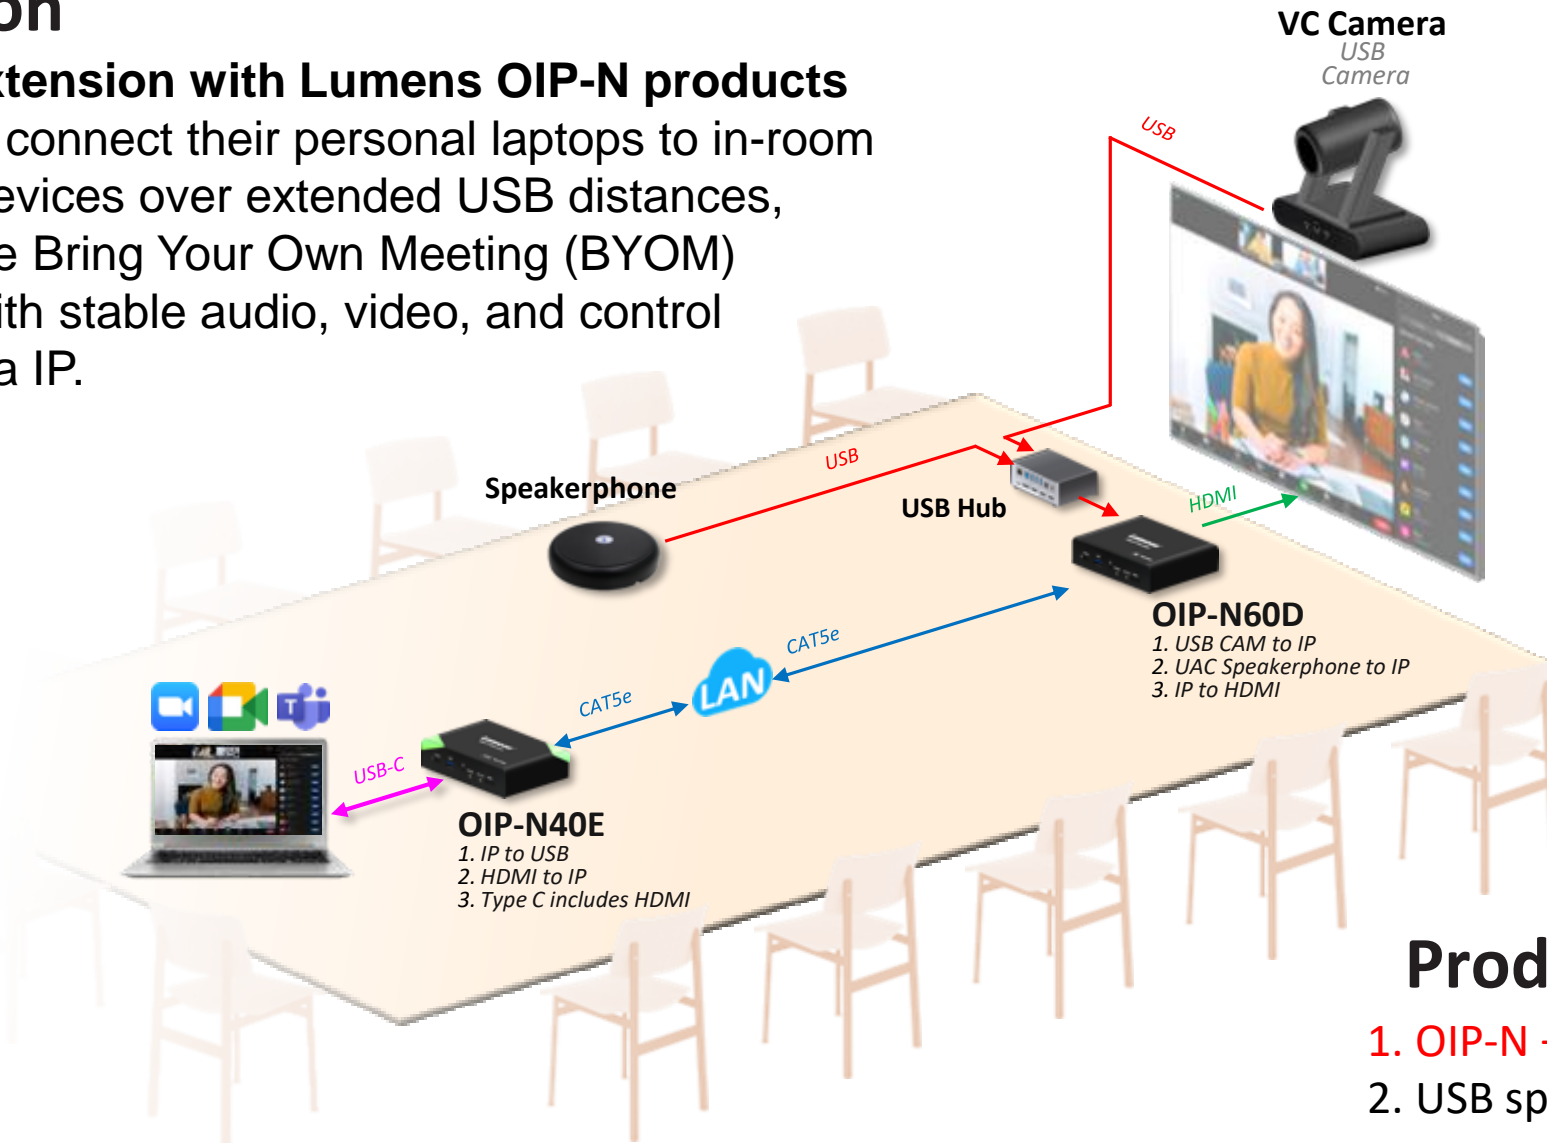 on
xtension with Lumens OIP-N products
connect their personal laptops to in-room
evices over extended USB distances,
e Bring Your Own Meeting (BYOM)
ith stable audio, video, and control
a IP.
VC Camera
USB
Camera
USB
USB
Speakerphone
USB Hub
HDMI
OIP-N60D
1. USB CAM to IP
2. UAC Speakerphone to IP
3. IP to HDMI
CAT5e
LAN
CAT5e
USB-C
OIP-N40E
1. IP to USB
2. HDMI to IP
3. Type C includes HDMI
Prod
1. OIP-N
2. USB sp